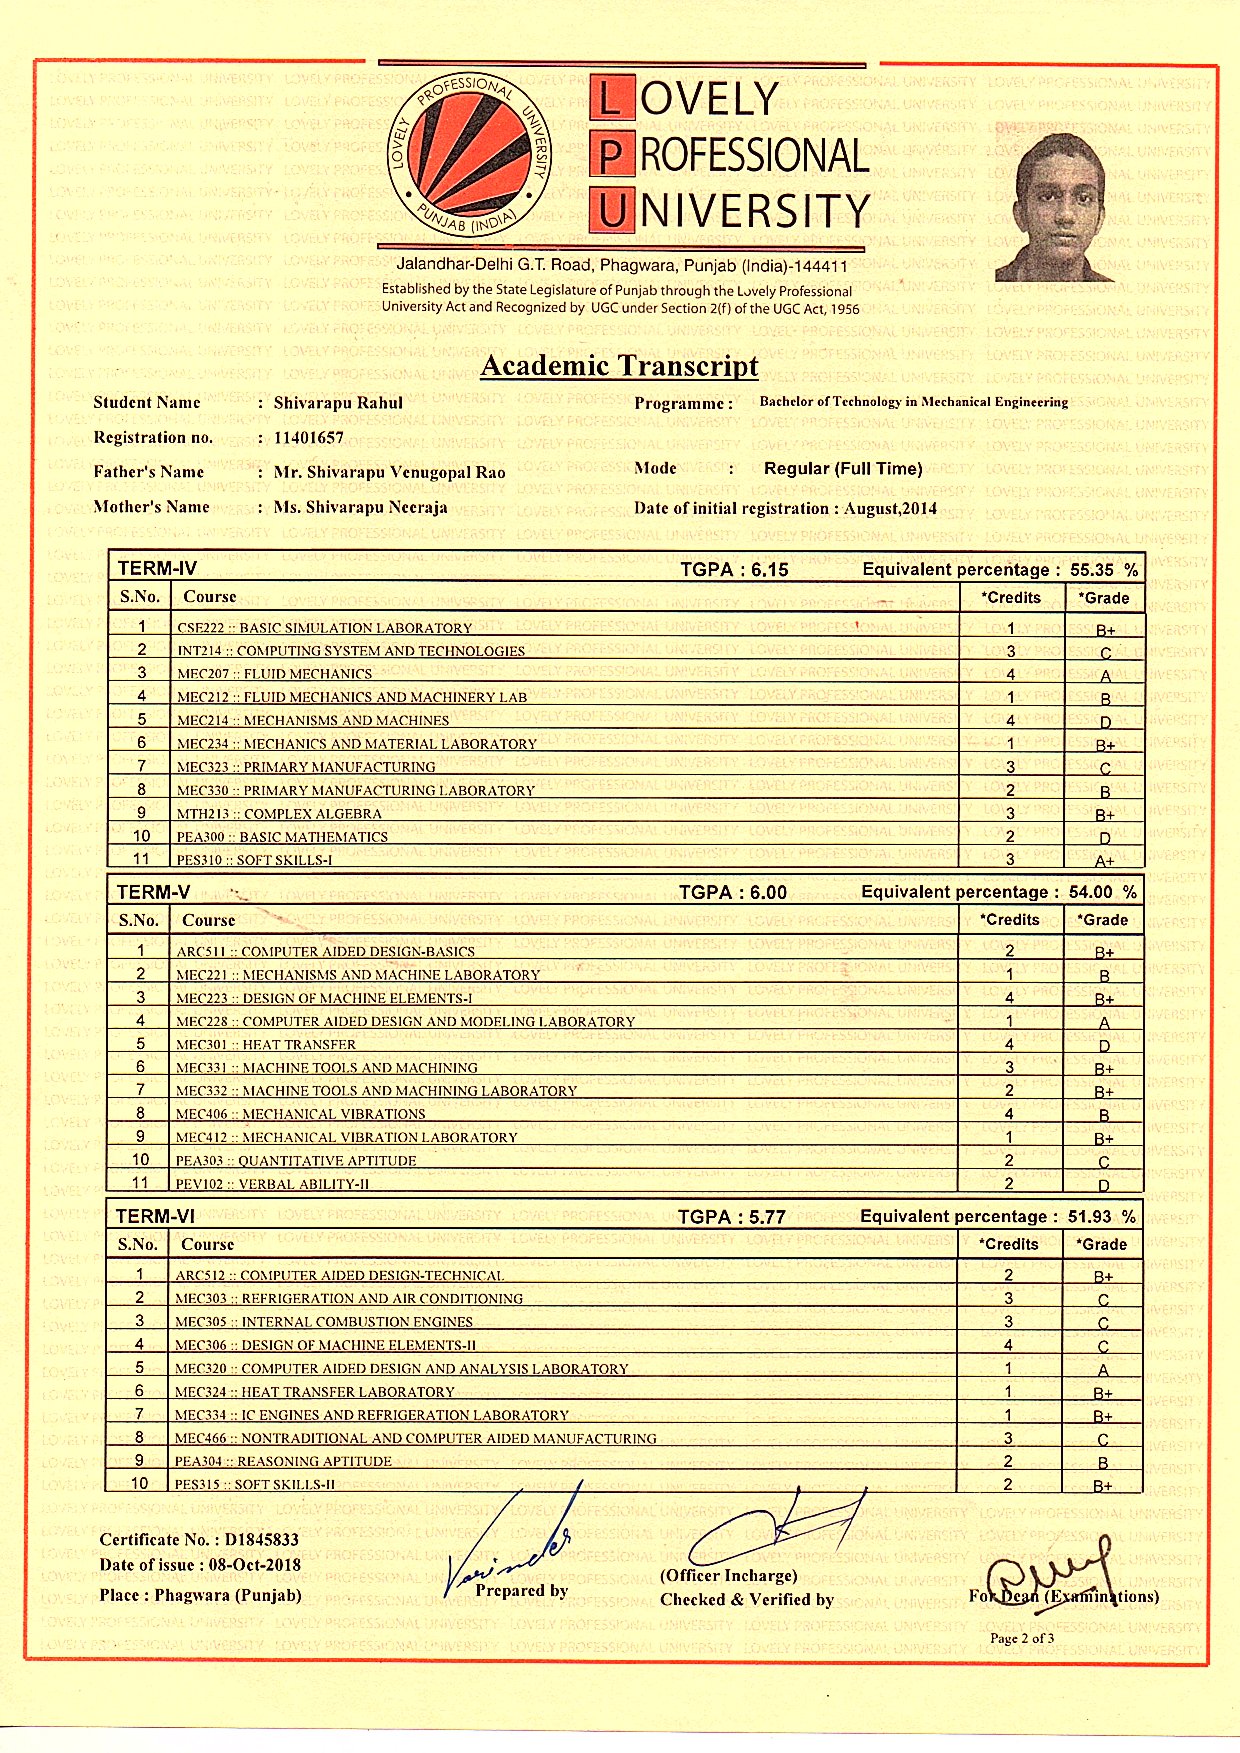 LOVELY PROFESSIONAL UNIVERSITY
PUNJAB (INDIA)
LOVELY
PROFESSIONAL
UNIVERSITY
Jalandhar-Delhi G.T. Road, Phagwara, Punjab (India)-144411
Established by the State Legislature of Punjab through the Lovely Professional
University Act and Recognized by UGC under Section 2(f) of the UGC Act, 1956
Academic Transcript
Student Name : Shivarapu Rahul Programme : Bachelor of Technology in Mechanical Engineering
Registration no. : 11401657
Father's Name : Mr. Shivarapu Venugopal Rao Mode : Regular (Full Time)
Mother's Name : Ms. Shivarapu Neeraja Date of initial registration : August,2014
TERM-IV TGPA : 6.15 Equivalent percentage : 55.35 %
S.No. Course *Credits *Grade
1 CSE222 :: BASIC SIMULATION LABORATORY 1 B+
2 INT214 :: COMPUTING SYSTEM AND TECHNOLOGIES 3 C
3 MEC207 :: FLUID MECHANICS 4 A
4 MEC212 :: FLUID MECHANICS AND MACHINERY LAB 1 B
5 MEC214 :: MECHANISMS AND MACHINES 4 D
6 MEC234 :: MECHANICS AND MATERIAL LABORATORY 1 B+
7 MEC323 :: PRIMARY MANUFACTURING 3 C
8 MEC330 :: PRIMARY MANUFACTURING LABORATORY 2 B
9 MTH213 :: COMPLEX ALGEBRA 3 B+
10 PEA300 :: BASIC MATHEMATICS 2 D
11 PES310 :: SOFT SKILLS-I 3 A+
TERM-V TGPA : 6.00 Equivalent percentage : 54.00 %
S.No. Course *Credits *Grade
1 ARC511 :: COMPUTER AIDED DESIGN-BASICS 2 B+
2 MEC221 :: MECHANISMS AND MACHINE LABORATORY 1 B
3 MEC223 :: DESIGN OF MACHINE ELEMENTS-I 4 B+
4 MEC228 :: COMPUTER AIDED DESIGN AND MODELING LABORATORY 1 A
5 MEC301 :: HEAT TRANSFER 4 D
6 MEC331 :: MACHINE TOOLS AND MACHINING 3 B+
7 MEC332 :: MACHINE TOOLS AND MACHINING LABORATORY 2 B+
8 MEC406 :: MECHANICAL VIBRATIONS 4 B
9 MEC412 :: MECHANICAL VIBRATION LABORATORY 1 B+
10 PEA303 :: QUANTITATIVE APTITUDE 2 C
11 PEV102 :: VERBAL ABILITY-II 2 D
TERM-VI TGPA : 5.77 Equivalent percentage : 51.93 %
S.No. Course *Credits *Grade
1 ARC512 :: COMPUTER AIDED DESIGN-TECHNICAL 2 B+
2 MEC303 :: REFRIGERATION AND AIR CONDITIONING 3 C
3 MEC305 :: INTERNAL COMBUSTION ENGINES 3 C
4 MEC306 :: DESIGN OF MACHINE ELEMENTS-II 4 C
5 MEC320 :: COMPUTER AIDED DESIGN AND ANALYSIS LABORATORY 1 A
6 MEC324 :: HEAT TRANSFER LABORATORY 1 B+
7 MEC334 :: IC ENGINES AND REFRIGERATION LABORATORY 1 B+
8 MEC466 :: NONTRADITIONAL AND COMPUTER AIDED MANUFACTURING 3 C
9 PEA304 :: REASONING APTITUDE 2 B
10 PES315 :: SOFT SKILLS-II 2 B+
Certificate No. : D1845833
Date of issue : 08-Oct-2018
Place : Phagwara (Punjab)
Varinder
Prepared by
(Officer Incharge)
Checked & Verified by
For Dean (Examinations)
Page 2 of 3